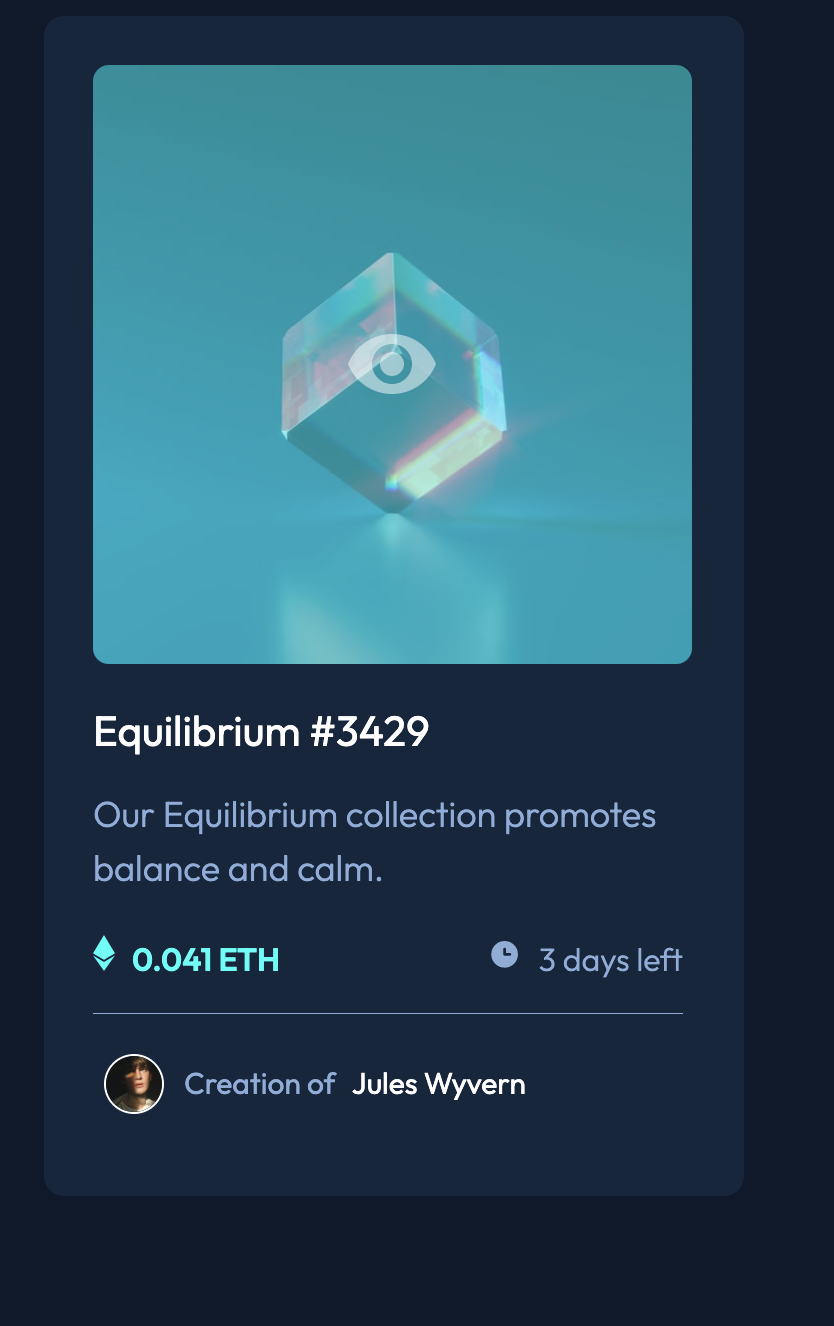 Equilibrium #3429
Our Equilibrium collection promotes
balance and calm.
0.041 ETH
3 days left
Creation of Jules Wyvern